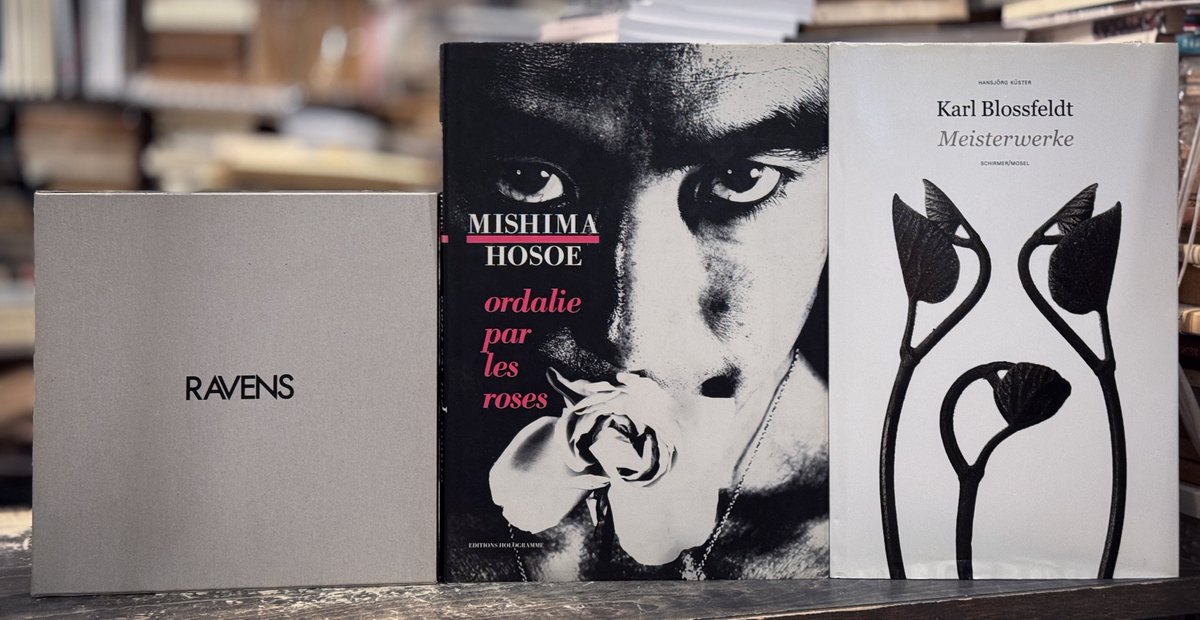 RAVENS
MISHIMA
HOSOE
ordalie
par
les
roses
EDITIONS HOLOGRAMME
HANSJÖRG KÜSTER
Karl Blossfeldt
Meisterwerke
SCHIRMER/MOSEL